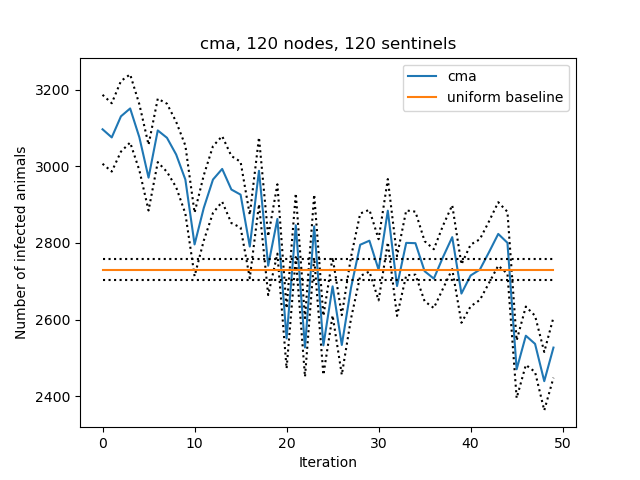 cma, 120 nodes, 120 sentinels
cma
uniform baseline
3200
3000
2800
2600
2400
Number of infected animals
0 10 20 30 40 50
Iteration